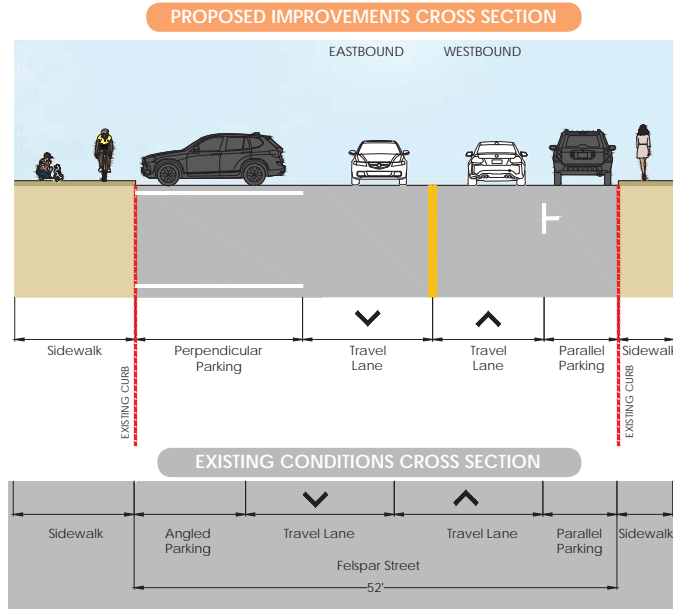 PROPOSED IMPROVEMENTS CROSS SECTION
EASTBOUND WESTBOUND
Sidewalk
Perpendicular
Parking
Travel
Lane
Travel
Lane
Parallel
Parking
Sidewalk
EXISTING CURB
EXISTING CURB
EXISTING CONDITIONS CROSS SECTION
Sidewalk
Angled
Parking
Travel Lane
Travel Lane
Parallel
Parking
Sidewalk
Felspar Street
52'